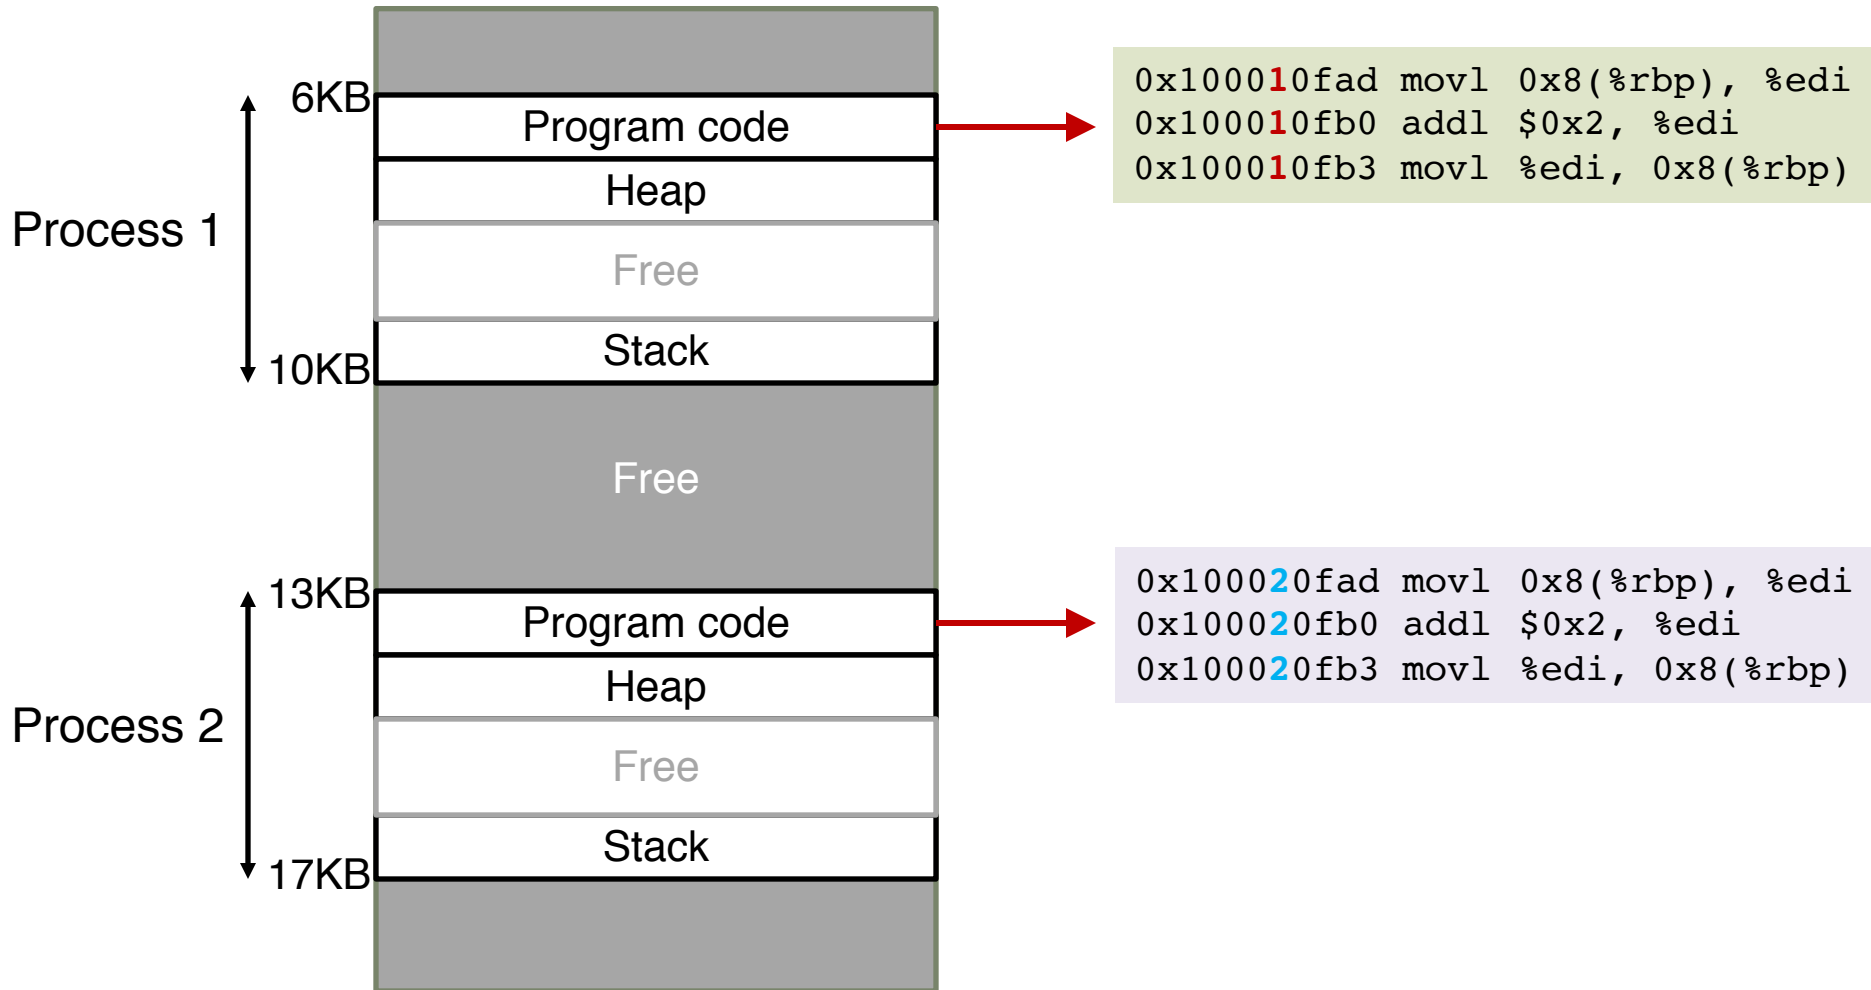 6KB
Program code
Heap
Free
Stack
10KB
Process 1
0x100010fad movl 0x8(%rbp), %edi
0x100010fb0 addl $0x2, %edi
0x100010fb3 movl %edi, 0x8(%rbp)
Free
13KB
Program code
Heap
Free
Stack
17KB
Process 2
0x100020fad movl 0x8(%rbp), %edi
0x100020fb0 addl $0x2, %edi
0x100020fb3 movl %edi, 0x8(%rbp)